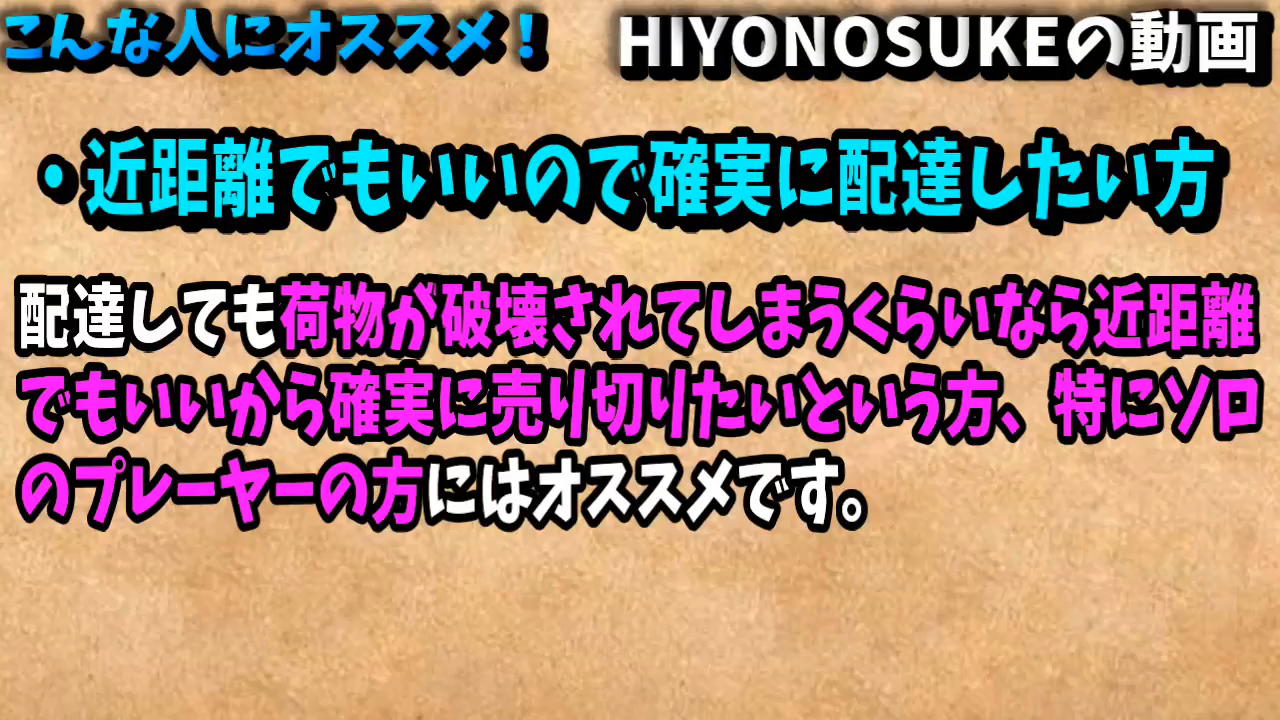 こんな人にオススメ！
HIYONOSUKEの動画
・近距離でもいいので確実に配達したい方
配達しても荷物が破壊されてしまうくらいなら近距離
でもいいから確実に売り切りたいという方、特にソロ
のプレーヤーの方にはオススメです。